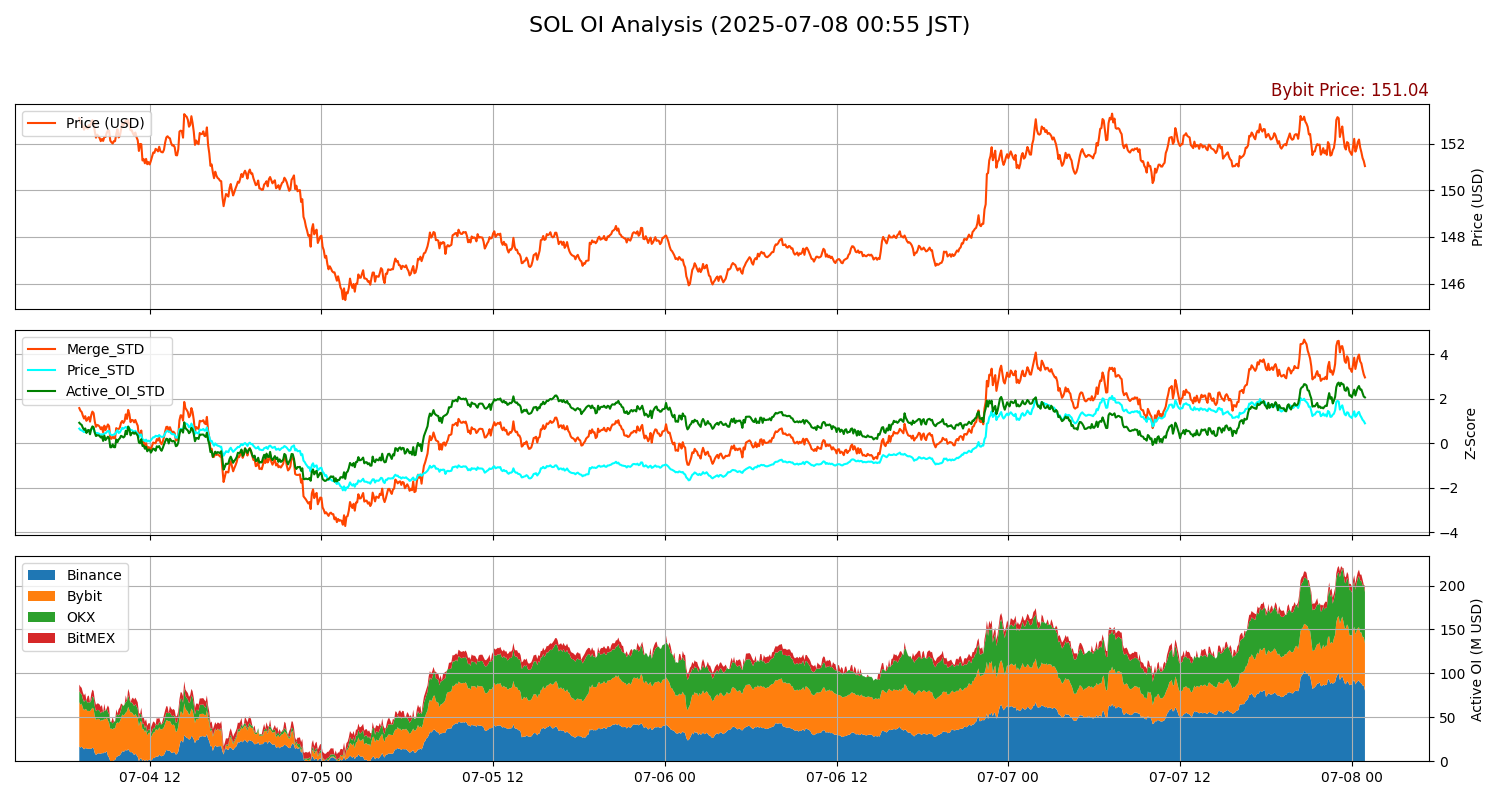 SOL OI Analysis (2025-07-08 00:55 JST)
Bybit Price: 151.04
Price (USD)
152
150
148
146
Price (USD)
Merge_STD
Price_STD
Active_OI_STD
4
2
0
−2
−4
Z-Score
Binance
Bybit
OKX
BitMEX
200
150
100
50
0
Active OI (M USD)
07-04 12
07-05 00
07-05 12
07-06 00
07-06 12
07-07 00
07-07 12
07-08 00